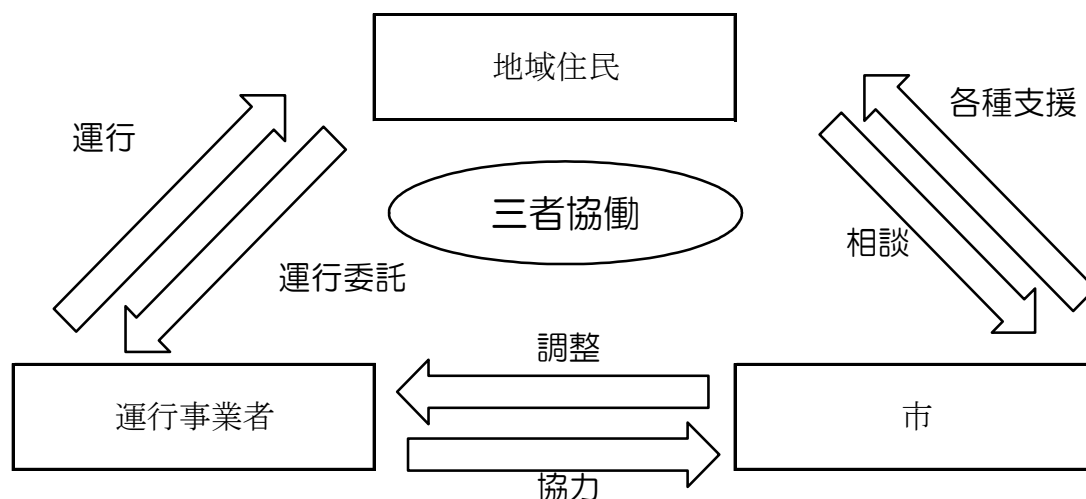 地域住民
各種支援
運行
三者協働
相談
運行委託
調整
運行事業者
市
協力